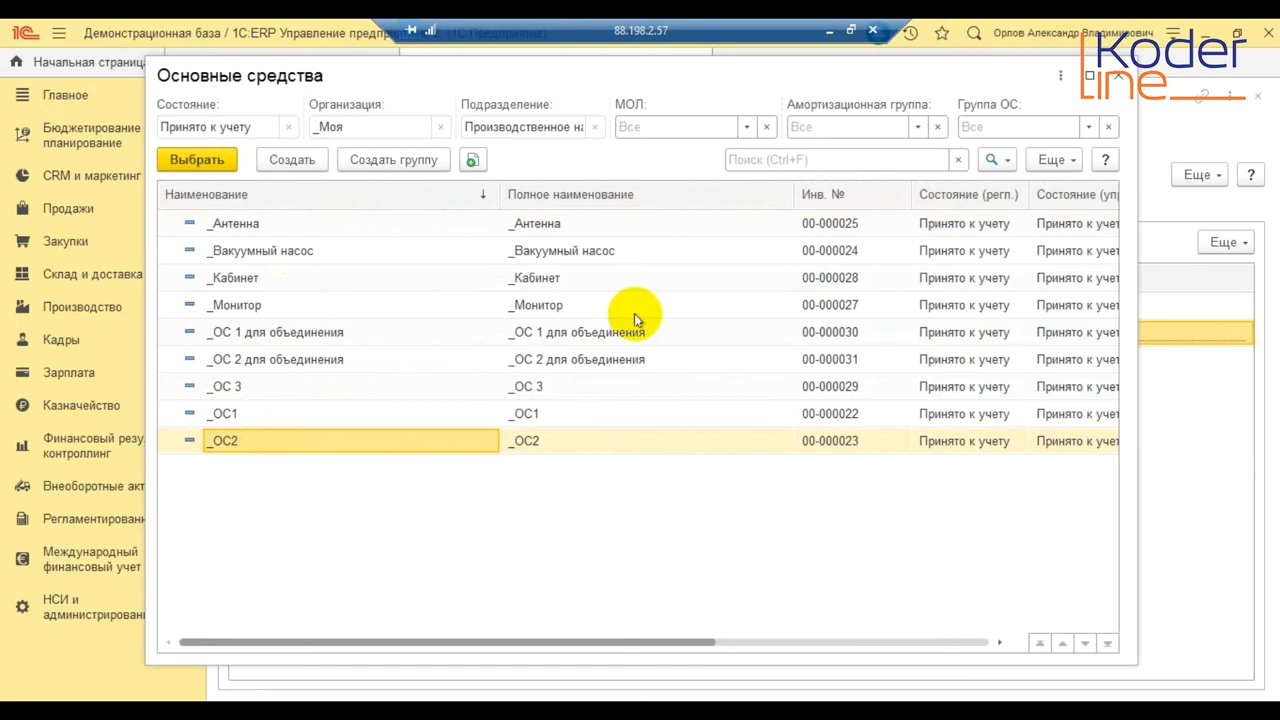 88.198.2.57
Демонстрационная база / 1С:ERP Управление предпр (1С:Предприятие)
Орлов Александр Владимирович
Koder
line
Начальная страница
Главное
Бюджетирование
планирование
CRM и маркетинг
Продажи
Закупки
Склад и доставка
Производство
Кадры
Зарплата
Казначейство
Финансовый резу
контроллинг
Внеоборотные акт
Регламентирован
Международный
финансовый учет
НСИ и
администрирован
Основные средства
Состояние: Организация: Подразделение: МОЛ: Амортизационная группа: Группа ОС:
Принято к учету _Моя Производственное на Все Все Все
Выбрать Создать Создать группу Поиск (Ctrl+F) Еще ?
Наименование Полное наименование Инв. № Состояние (регл.) Состояние (упр
_Антенна _Антенна 00-000025 Принято к учету Принято к учет
_Вакуумный насос _Вакуумный насос 00-000024 Принято к учету Принято к учет
_Кабинет _Кабинет 00-000028 Принято к учету Принято к учет
_Монитор _Монитор 00-000027 Принято к учету Принято к учет
_ОС 1 для объединения _ОС 1 для объединения 00-000030 Принято к учету Принято к учет
_ОС 2 для объединения _ОС 2 для объединения 00-000031 Принято к учету Принято к учет
_ОС 3 _ОС 3 00-000029 Принято к учету Принято к учет
_ОС1 _ОС1 00-000022 Принято к учету Принято к учет
_ОС2 _ОС2 00-000023 Принято к учету Принято к учет
Еще ?
Еще